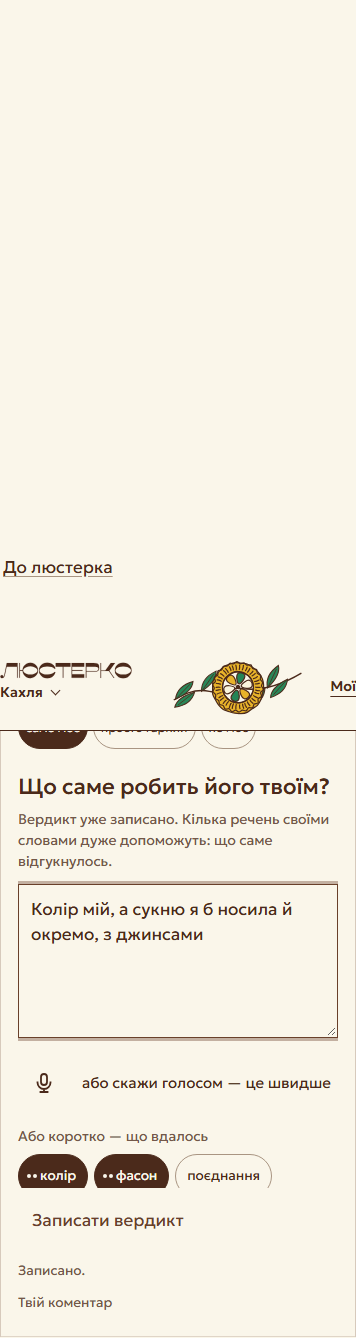 До люстерка
ЛЮСТЕРКО
Кахля
Мої
Що саме робить його твоїм?
Вердикт уже записано. Кілька речень своїми
словами дуже допоможуть: що саме
відгукнулось.
Колір мій, а сукню я б носила й
окремо, з джинсами
або скажи голосом — це швидше
Або коротко — що вдалось
колір фасон поєднання
Записати вердикт
Записано.
Твій коментар